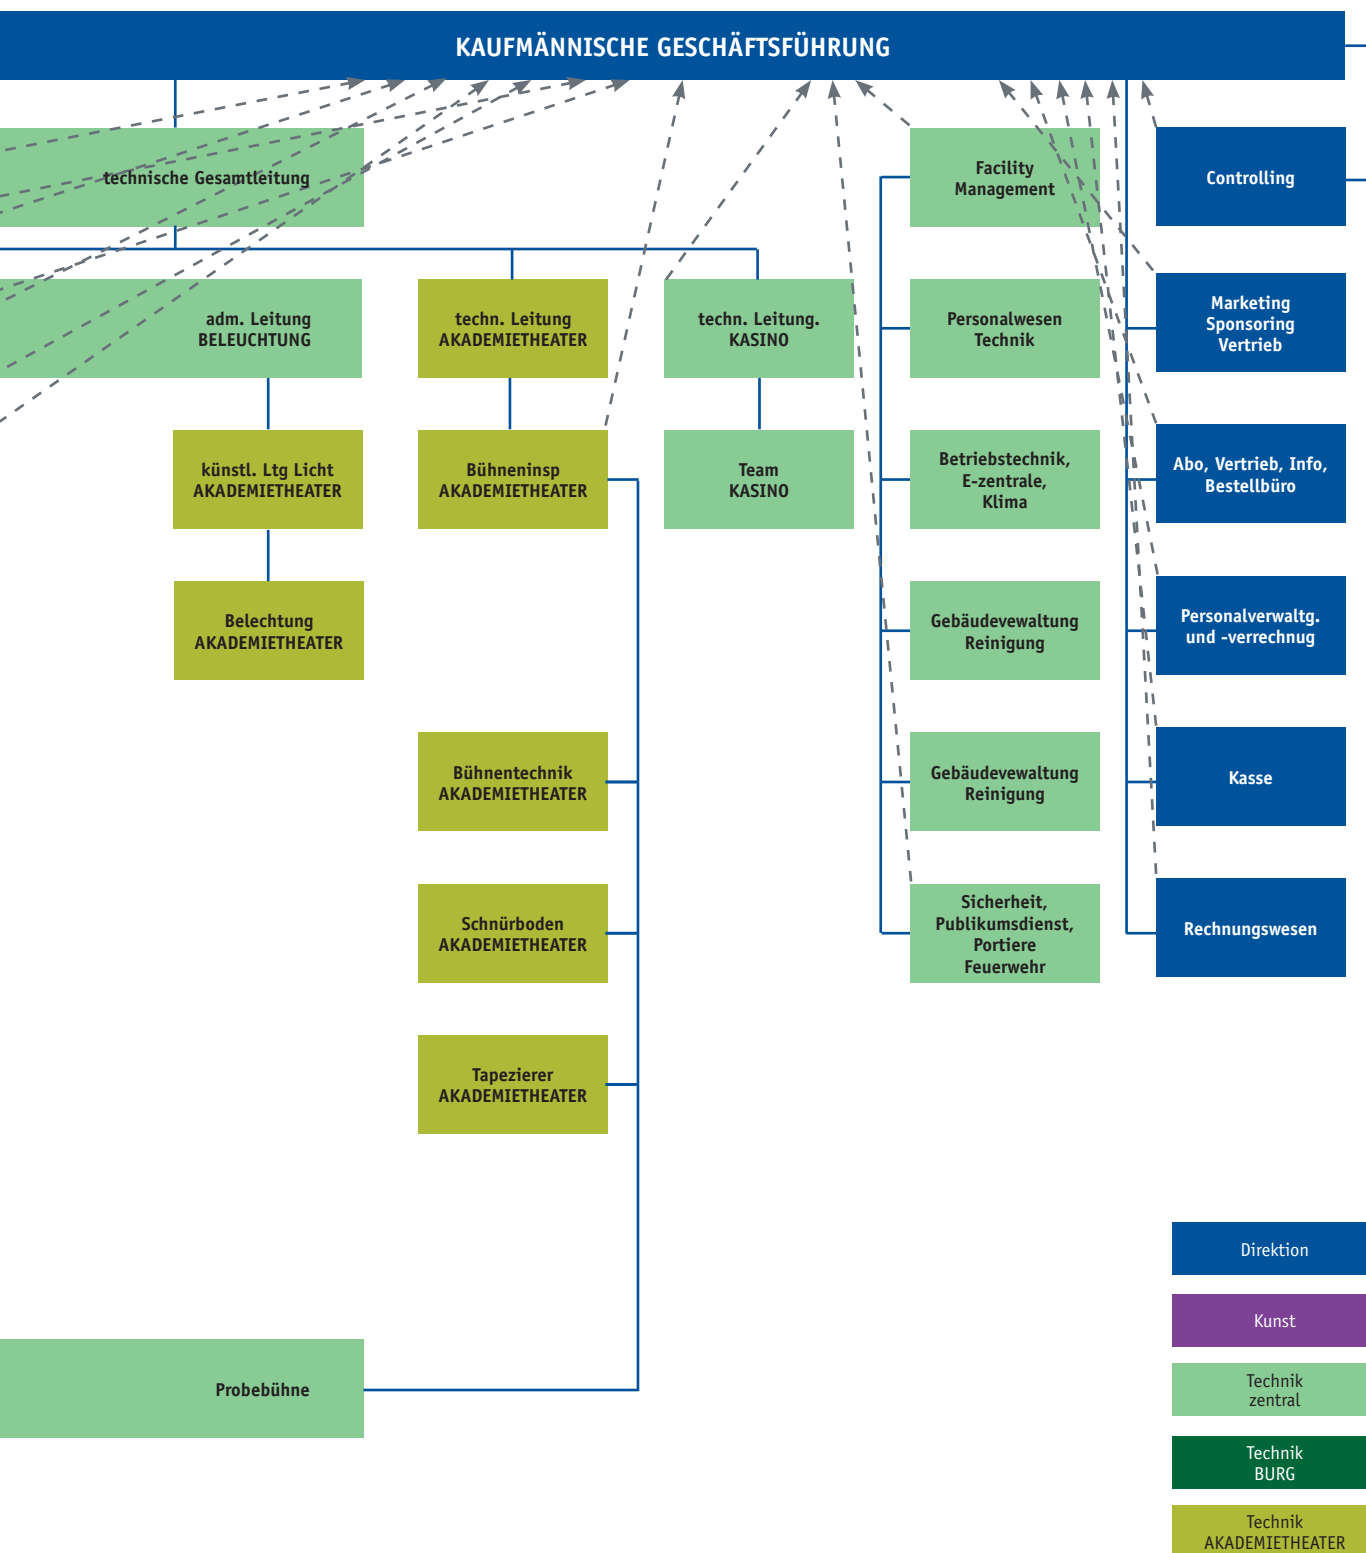 KAUFMÄNNISCHE GESCHÄFTSFÜHRUNG
technische Gesamtleitung
Facility
Management
Controlling
adm. Leitung
BELEUCHTUNG
techn. Leitung
AKADEMIETHEATER
techn. Leitung.
KASINO
Personalwesen
Technik
Marketing
Sponsoring
Vertrieb
künstl. Ltg Licht
AKADEMIETHEATER
Bühneninsp
AKADEMIETHEATER
Team
KASINO
Betriebstechnik,
E-zentrale,
Klima
Abo, Vertrieb, Info,
Bestellbüro
Belechtung
AKADEMIETHEATER
Gebäudevewaltung
Reinigung
Personalverwaltg.
und -verrechnug
Bühnentechnik
AKADEMIETHEATER
Gebäudevewaltung
Reinigung
Kasse
Schnürboden
AKADEMIETHEATER
Sicherheit,
Publikumsdienst,
Portiere
Feuerwehr
Rechnungswesen
Tapezierer
AKADEMIETHEATER
Probebühne
Direktion
Kunst
Technik
zentral
Technik
BURG
Technik
AKADEMIETHEATER